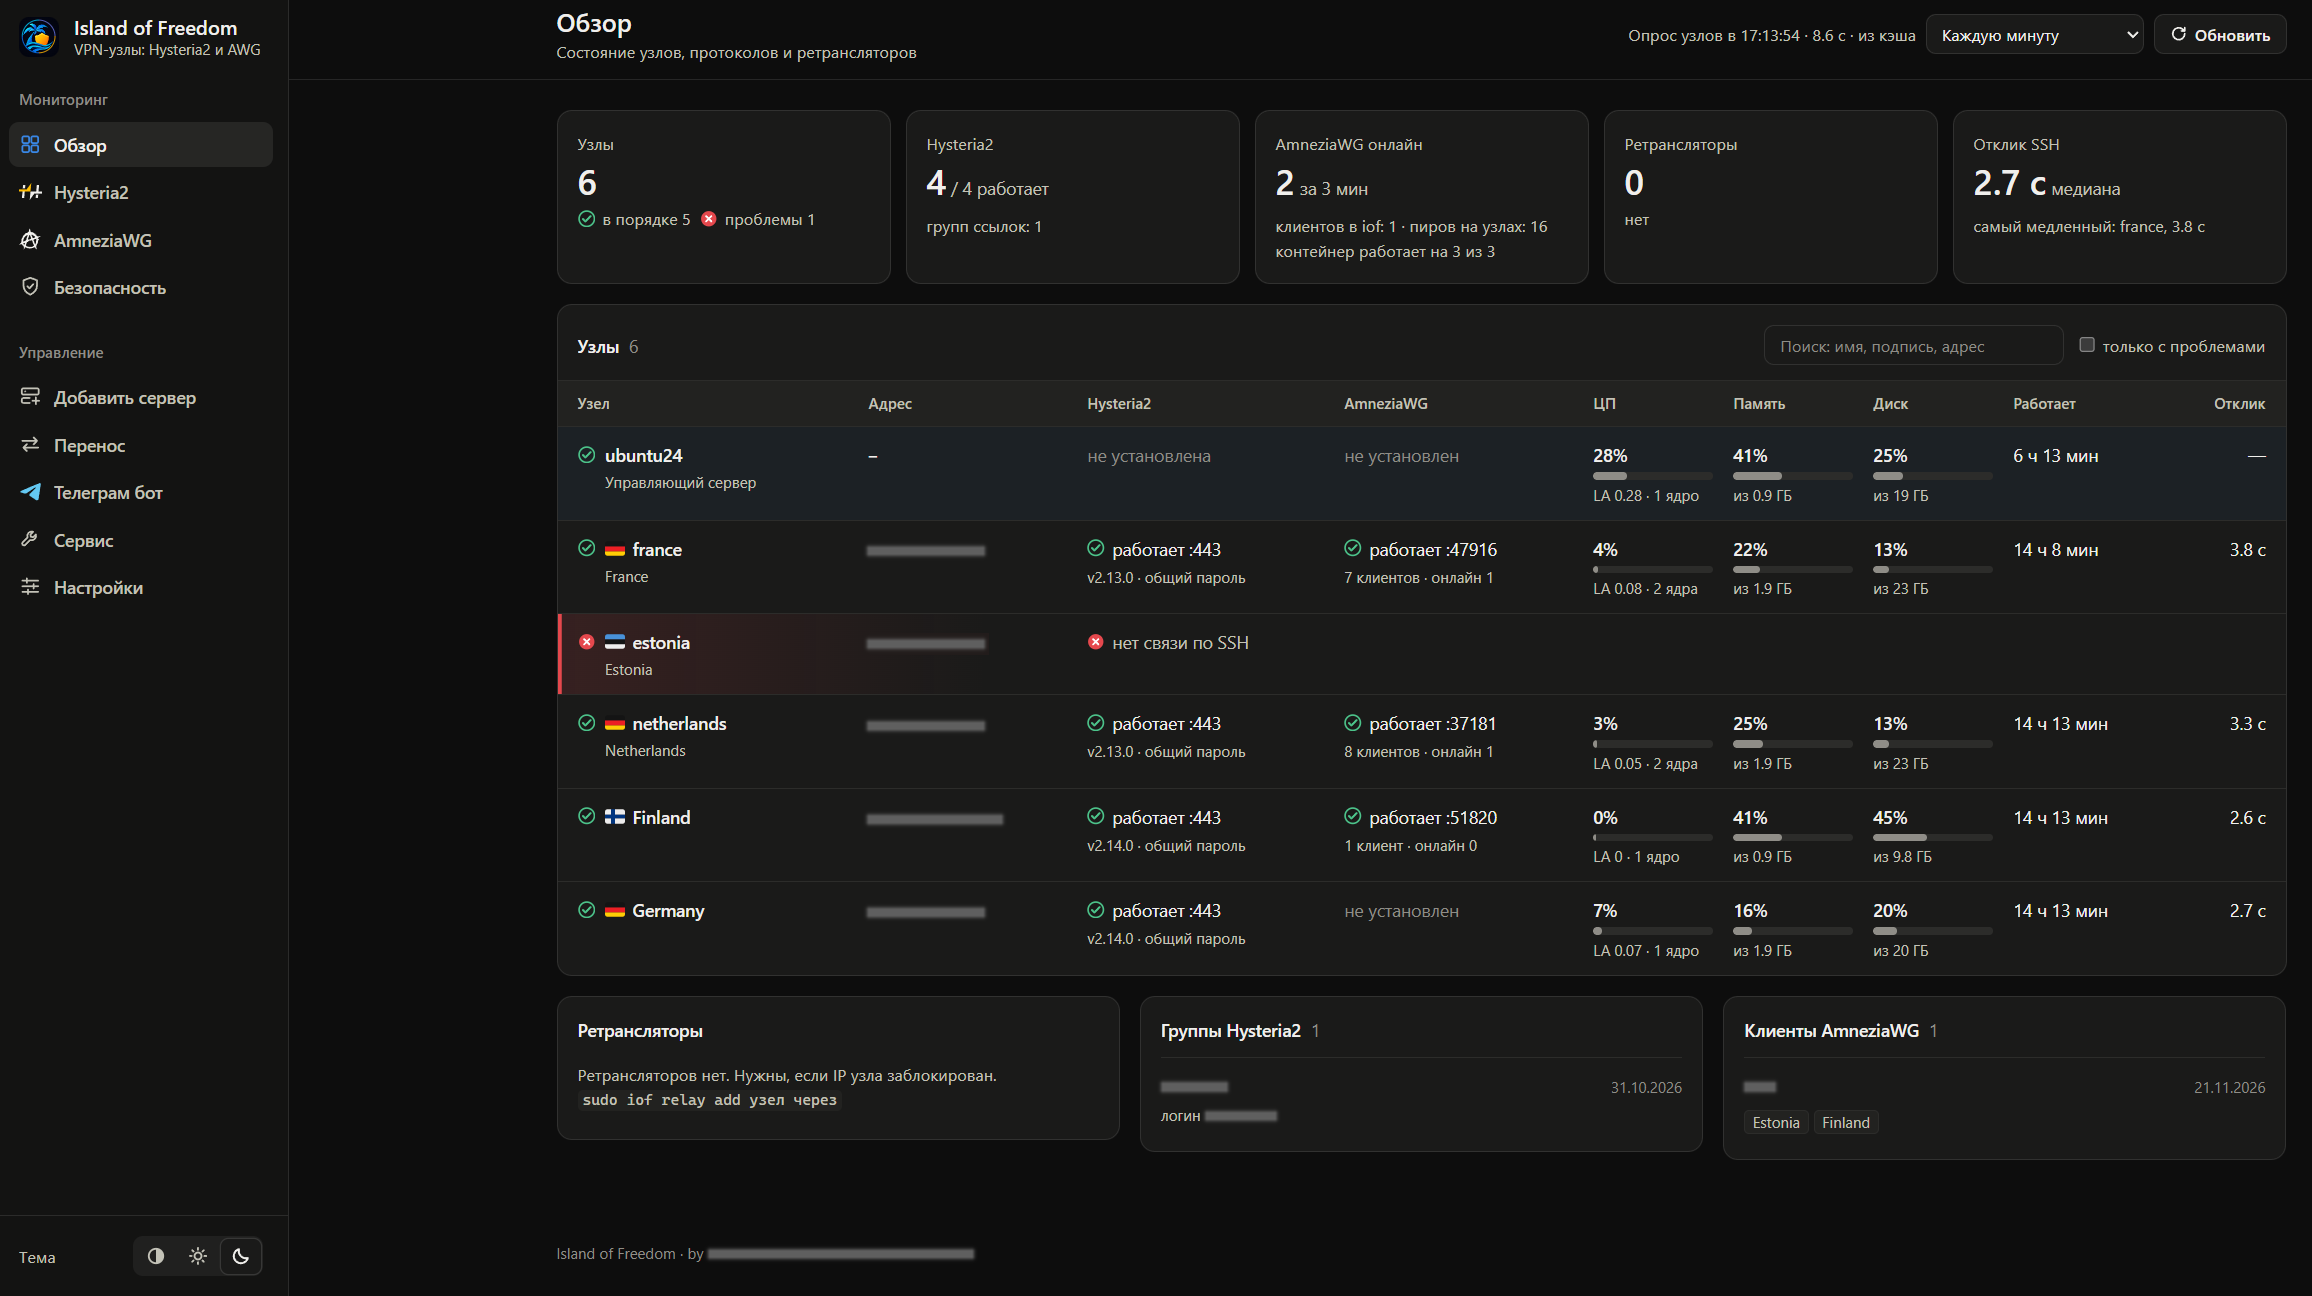 Island of Freedom
VPN-узлы: Hysteria2 и AWG
Мониторинг
Обзор
Hysteria2
AmneziaWG
Безопасность
Управление
Добавить сервер
Перенос
Телеграм бот
Сервис
Настройки
Тема
Обзор
Состояние узлов, протоколов и ретрансляторов
Опрос узлов в 17:13:54 · 8.6 с · из кэша
Каждую минуту
Обновить
Узлы
6
в порядке 5 проблемы 1
Hysteria2
4 / 4 работает
групп ссылок: 1
AmneziaWG онлайн
2 за 3 мин
клиентов в iof: 1 · пиров на узлах: 16
контейнер работает на 3 из 3
Ретрансляторы
0
нет
Отклик SSH
2.7 с медиана
самый медленный: france, 3.8 с
Узлы 6
Поиск: имя, подпись, адрес
только с проблемами
Узел Адрес Hysteria2 AmneziaWG ЦП Память Диск Работает Отклик
ubuntu24 – не установлена не установлен 28% 41% 25% 6 ч 13 мин —
Управляющий сервер LA 0.28 · 1 ядро из 0.9 ГБ из 19 ГБ
france работает :443 работает :47916 4% 22% 13% 14 ч 8 мин 3.8 с
France v2.13.0 · общий пароль 7 клиентов · онлайн 1 LA 0.08 · 2 ядра из 1.9 ГБ из 23 ГБ
estonia нет связи по SSH
Estonia
netherlands работает :443 работает :37181 3% 25% 13% 14 ч 13 мин 3.3 с
Netherlands v2.13.0 · общий пароль 8 клиентов · онлайн 1 LA 0.05 · 2 ядра из 1.9 ГБ из 23 ГБ
Finland работает :443 работает :51820 0% 41% 45% 14 ч 13 мин 2.6 с
v2.14.0 · общий пароль 1 клиент · онлайн 0 LA 0 · 1 ядро из 0.9 ГБ из 9.8 ГБ
Germany работает :443 не установлен 7% 16% 20% 14 ч 13 мин 2.7 с
v2.14.0 · общий пароль LA 0.07 · 1 ядро из 1.9 ГБ из 20 ГБ
Ретрансляторы
Ретрансляторов нет. Нужны, если IP узла заблокирован.
sudo iof relay add узел через
Группы Hysteria2 1
31.10.2026
логин
Клиенты AmneziaWG 1
21.11.2026
Estonia Finland
Island of Freedom · by